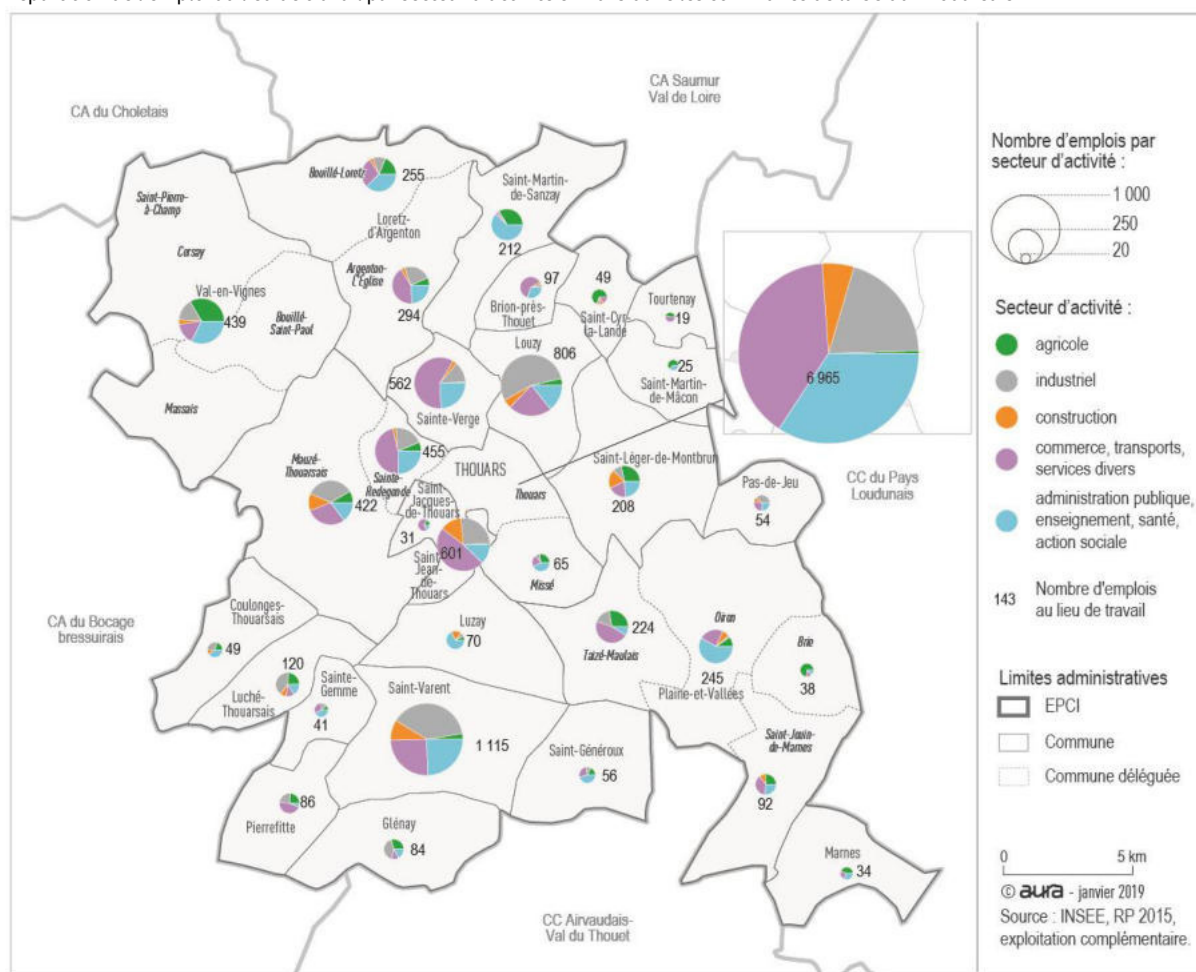 CA du Choletais
CA Saumur
Val de Loire
Bouillé-Loretz
255
Saint-Martin-
de-Sanzay
212
Saint-Pierre-
à-Champ
Loretz-
d'Argenton
Cersay
Argenton-
l'Église
294
97
Brion-près-
Thouet
49
Saint-Cyr-
la-Lande
Tourtenay
19
Val-en-Vignes
439
Bouillé-
Saint-Paul
Louzy
806
25
Saint-Martin-
de-Mâcon
6 965
562
Sainte-Verge
Massais
455
Sainte-
Radegonde
THOUARS
Mauzé-
Thouarsais
422
Saint-
Jacques-
de-Thouars
31
Thouars
Saint-Léger-de-Montbrun
208
Pas-de-Jeu
54
CC du Pays
Loudunais
601
Saint-
Jean-
de-
Thouars
65
Missé
CA du Bocage
bressuirais
Coulonges-
Thouarsais
49
Luzay
70
224
Taizé-Maulais
Oiron
245
Plaine-et-Vallées
Brie
38
120
Luché-
Thouarsais
Sainte-
Gemme
41
Saint-Varent
1 115
Saint-Généroux
56
Saint-Jouin-
de-Marnes
92
86
Pierrefitte
Glénay
84
Marnes
34
CC Airvaudais-
Val du Thouet
Nombre d'emplois par
secteur d'activité :
1 000
250
20
Secteur d'activité :
agricole
industriel
construction
commerce, transports,
services divers
administration publique,
enseignement, santé,
action sociale
143 Nombre d'emplois
au lieu de travail
Limites administratives
EPCI
Commune
Commune déléguée
0 5 km
© aura - janvier 2019
Source : INSEE, RP 2015,
exploitation complémentaire.